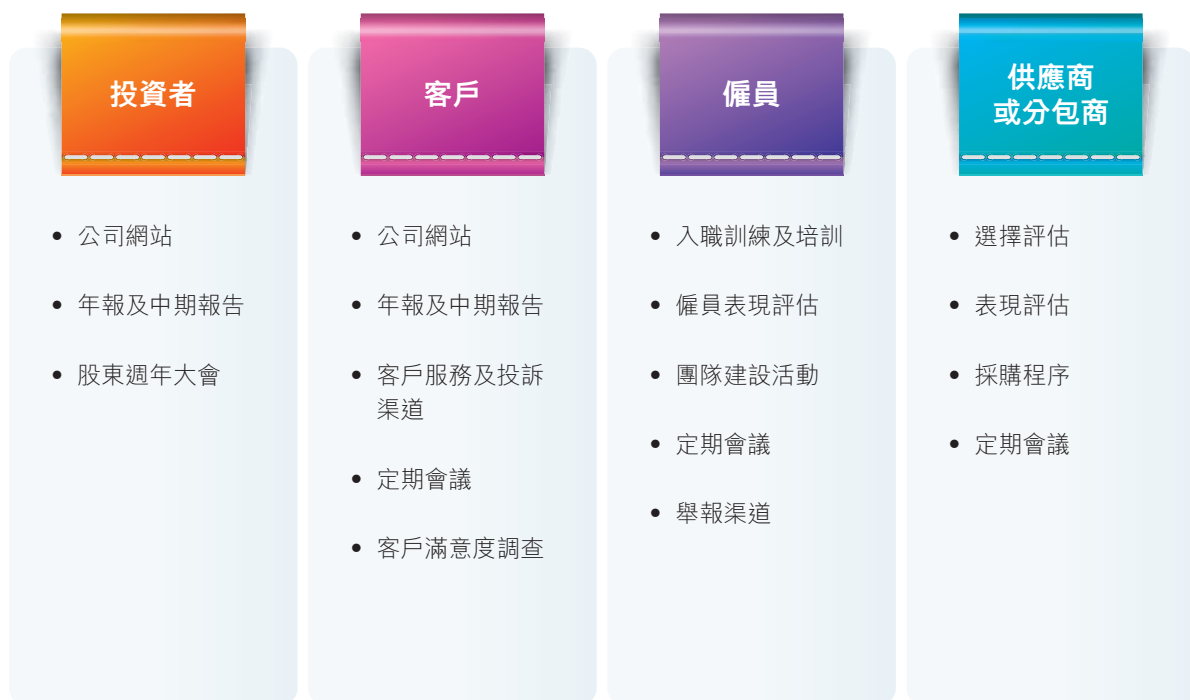 投資者
• 公司網站
• 年報及中期報告
• 股東週年大會
客戶
• 公司網站
• 年報及中期報告
• 客戶服務及投訴
渠道
• 定期會議
• 客戶滿意度調查
僱員
• 入職訓練及培訓
• 僱員表現評估
• 團隊建設活動
• 定期會議
• 舉報渠道
供應商
或分包商
• 選擇評估
• 表現評估
• 採購程序
• 定期會議